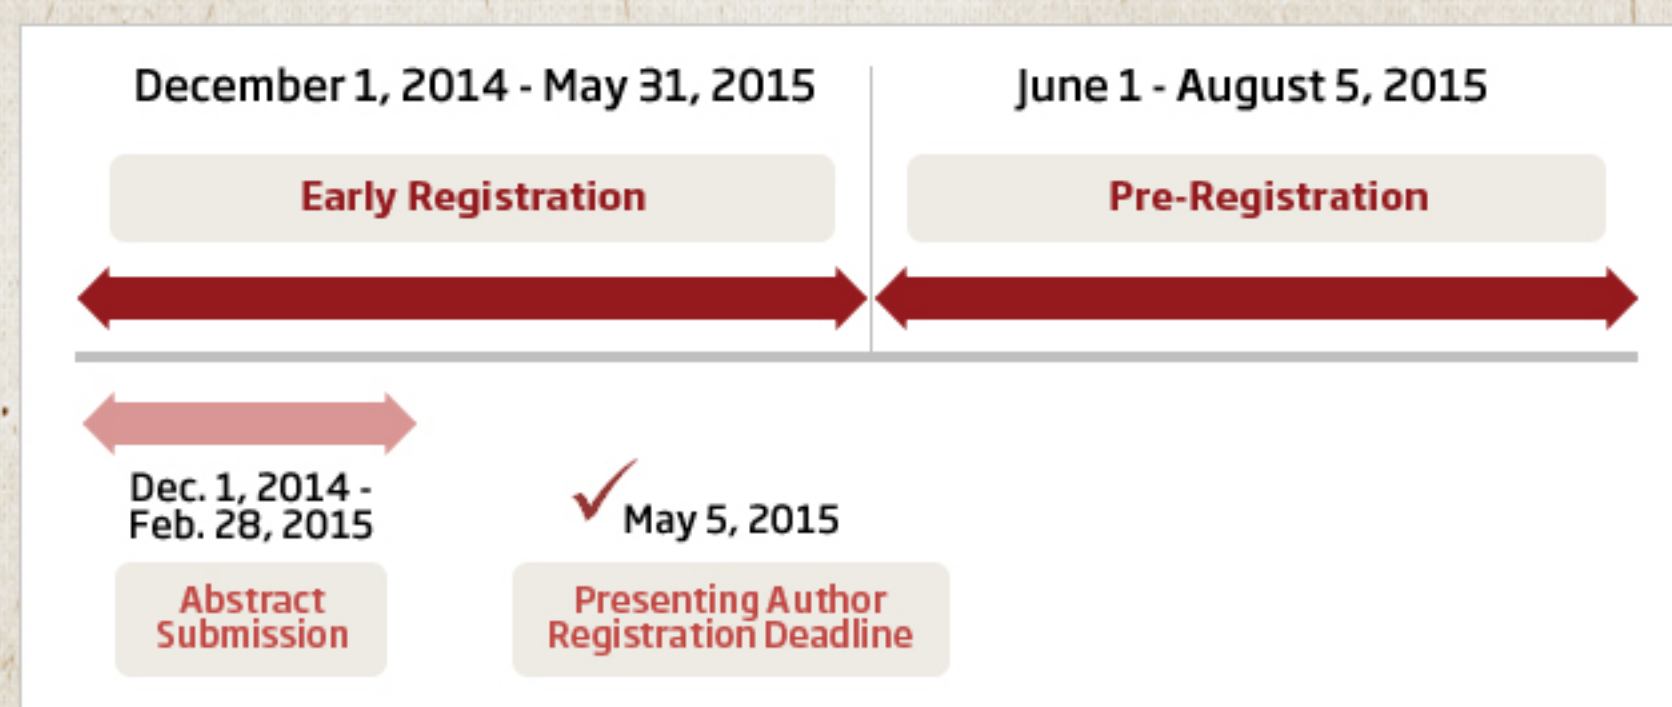 December 1, 2014 - May 31, 2015
June 1 - August 5, 2015
Early Registration
Pre-Registration
Dec. 1, 2014 -
Feb. 28, 2015
May 5, 2015
Abstract
Submission
Presenting Author
Registration Deadline